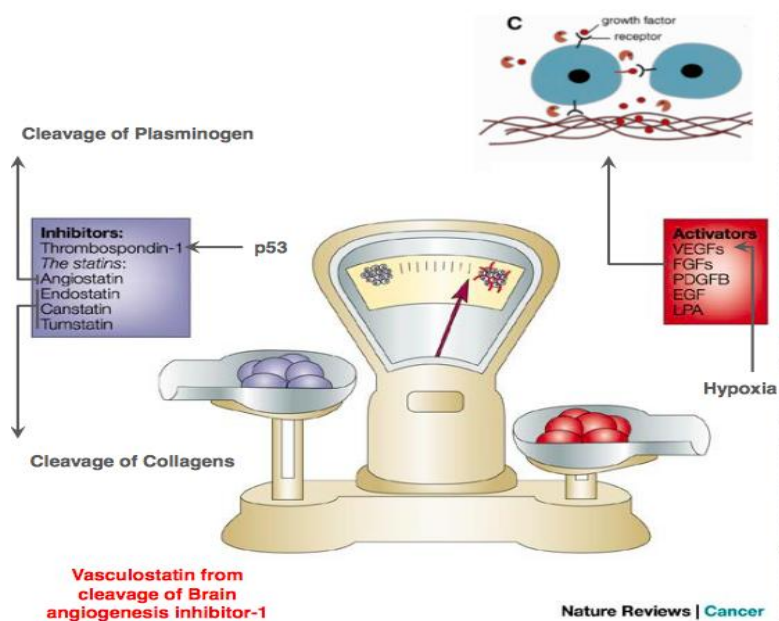 C
growth factor
receptor
Cleavage of Plasminogen
Inhibitors:
Thrombospondin-1
The statins:
Angiostatin
Endostatin
Canstatin
Tumstatin
p53
Activators
VEGFs
FGFs
PDGFB
EGF
LPA
Hypoxia
Cleavage of Collagens
Vasculostatin from
cleavage of Brain
angiogenesis inhibitor-1
Nature Reviews | Cancer